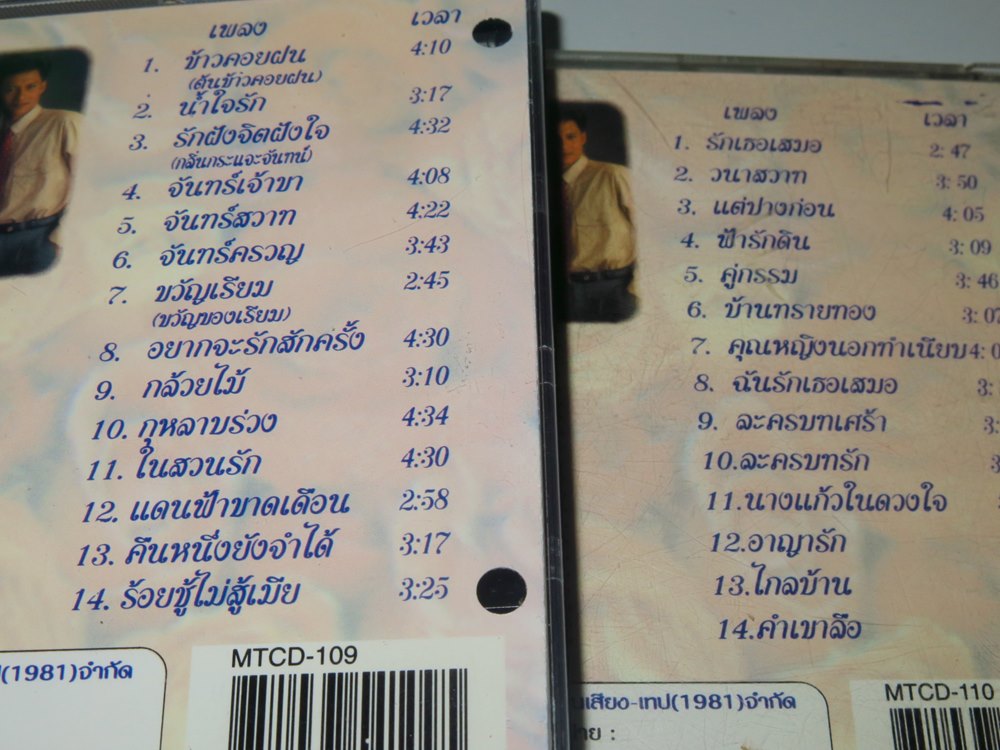 เพลง เวลา
1. ข้าวคอยฝน 4:10
(ต้นข้าวคอยฝน)
2. น้ำใจรัก 3:17
3. รักฝังจิตฝังใจ 4:32
(กลิ่นกระแจะจันทน์)
4. จันทร์เจ้าขา 4:08
5. จันทร์สวาท 4:22
6. จันทร์ครวญ 3:43
7. ขวัญเรียม 2:45
(ขวัญของเรียม)
8. อยากจะรักสักครั้ง 4:30
9. กล้วยไม้ 3:10
10. กุหลาบร่วง 4:34
11. ในสวนรัก 4:30
12. แดนฟ้าขาดเดือน 2:58
13. คืนหนึ่งยังจำได้ 3:17
14. ร้อยชู้ไม่สู้เมีย 3:25
(1981)จำกัด
MTCD-109
เพลง เวลา
1. รักเธอเสมอ 2:47
2. วนาสวาท 3:50
3. แต่ปางก่อน 4:05
4. ฟ้ารักดิน 3:09
5. คู่กรรม 3:46
6. บ้านทรายทอง 3:07
7. คุณหญิงนอกทำเนียบ 4:0
8. ฉันรักเธอเสมอ 3:
9. ละครบทเศร้า 3:
10.ละครบทรัก
11.นางแก้วในดวงใจ
12.อาญารัก
13.ไกลบ้าน
14.คำเขาลือ
เสียง-เทป(1981)จำกัด
MTCD-110